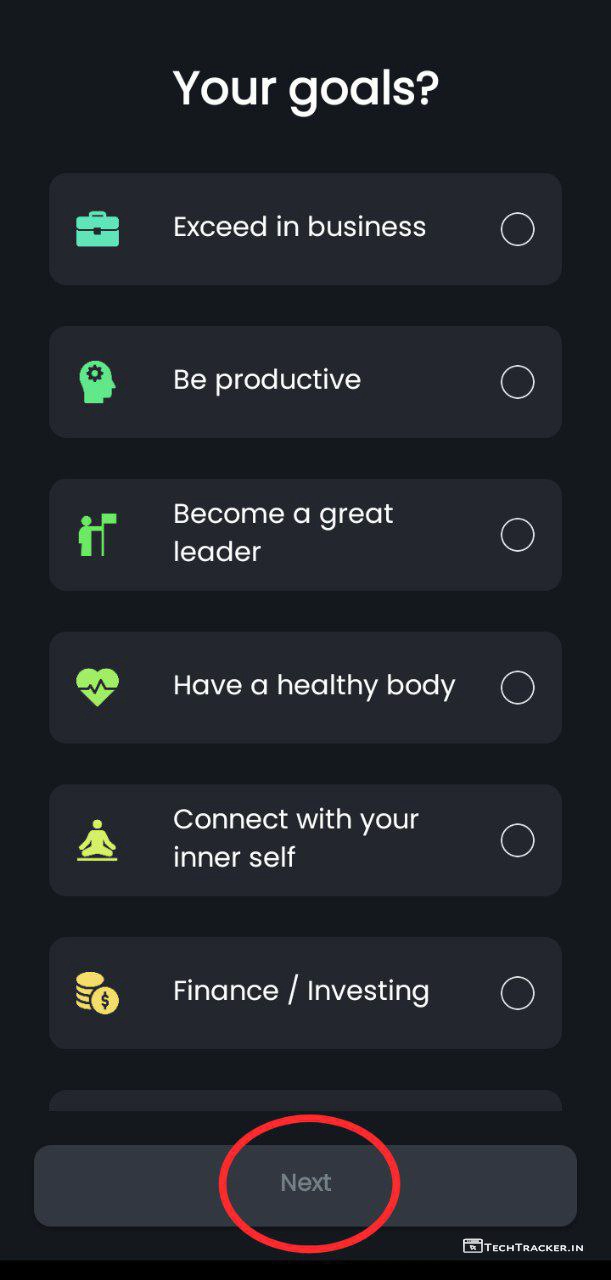 Your goals?
Exceed in business
Be productive
Become a great
leader
Have a healthy body
Connect with your
inner self
Finance / Investing
Next
TECHTRACKER.IN